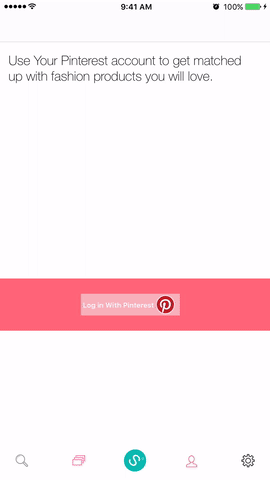 9:41 AM
100%
Use Your Pinterest account to get matched
up with fashion products you will love.
Log in With Pinterest